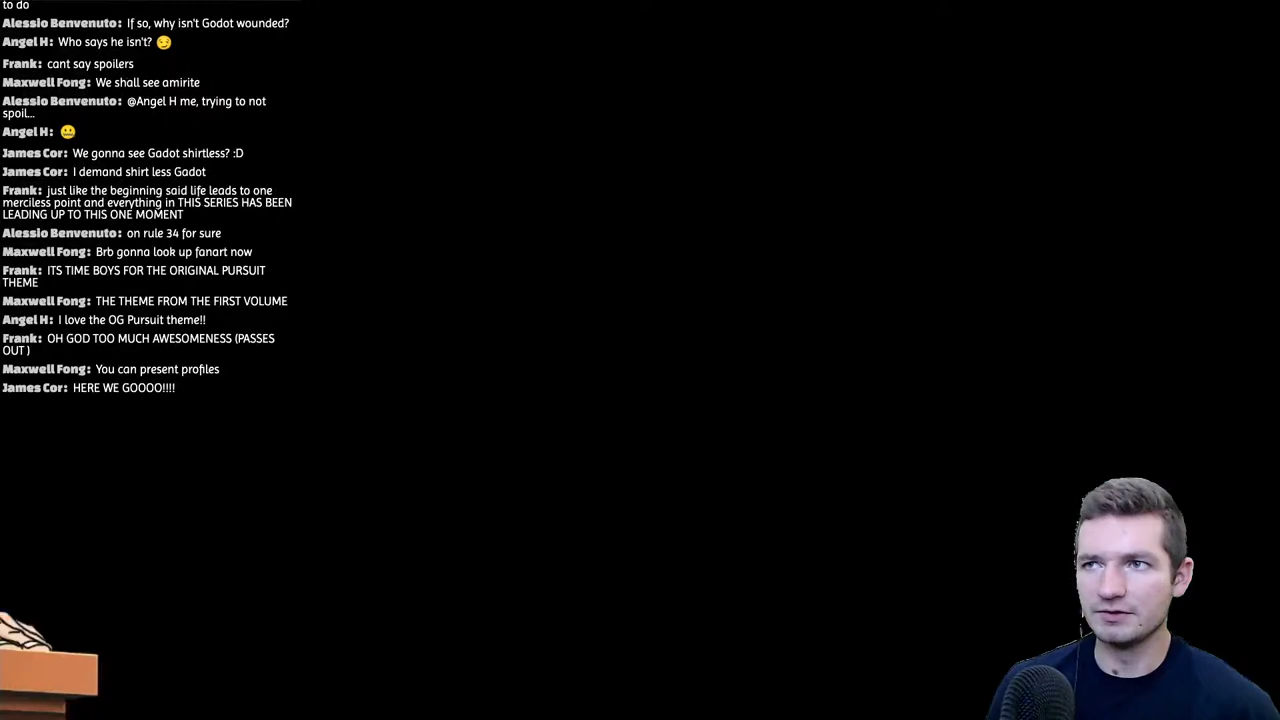 to do
Alessio Benvenuto: If so, why isn't Godot wounded?
Angel H: Who says he isn't? 😏
Frank: cant say spoilers
Maxwell Fong: We shall see amirite
Alessio Benvenuto: @Angel H me, trying to not
spoil...
Angel H: 🤐
James Cor: We gonna see Gadot shirtless? :D
James Cor: I demand shirt less Gadot
Frank: just like the beginning said life leads to one
merciless point and everything in THIS SERIES HAS BEEN
LEADING UP TO THIS ONE MOMENT
Alessio Benvenuto: on rule 34 for sure
Maxwell Fong: Brb gonna look up fanart now
Frank: ITS TIME BOYS FOR THE ORIGINAL PURSUIT
THEME
Maxwell Fong: THE THEME FROM THE FIRST VOLUME
Angel H: I love the OG Pursuit theme!!
Frank: OH GOD TOO MUCH AWESOMENESS (PASSES
OUT )
Maxwell Fong: You can present profiles
James Cor: HERE WE GOOOO!!!!